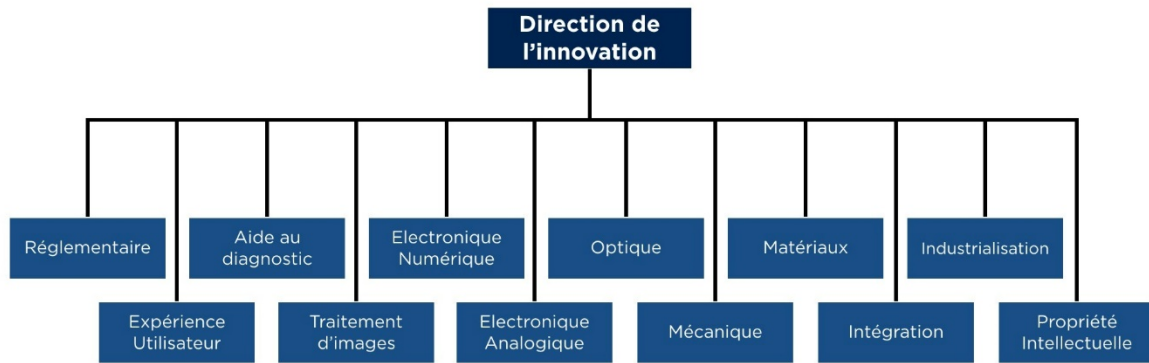 Direction de
l’innovation
Réglementaire
Aide au
diagnostic
Electronique
Numérique
Optique
Matériaux
Industrialisation
Expérience
Utilisateur
Traitement
d’images
Electronique
Analogique
Mécanique
Intégration
Propriété
Intellectuelle